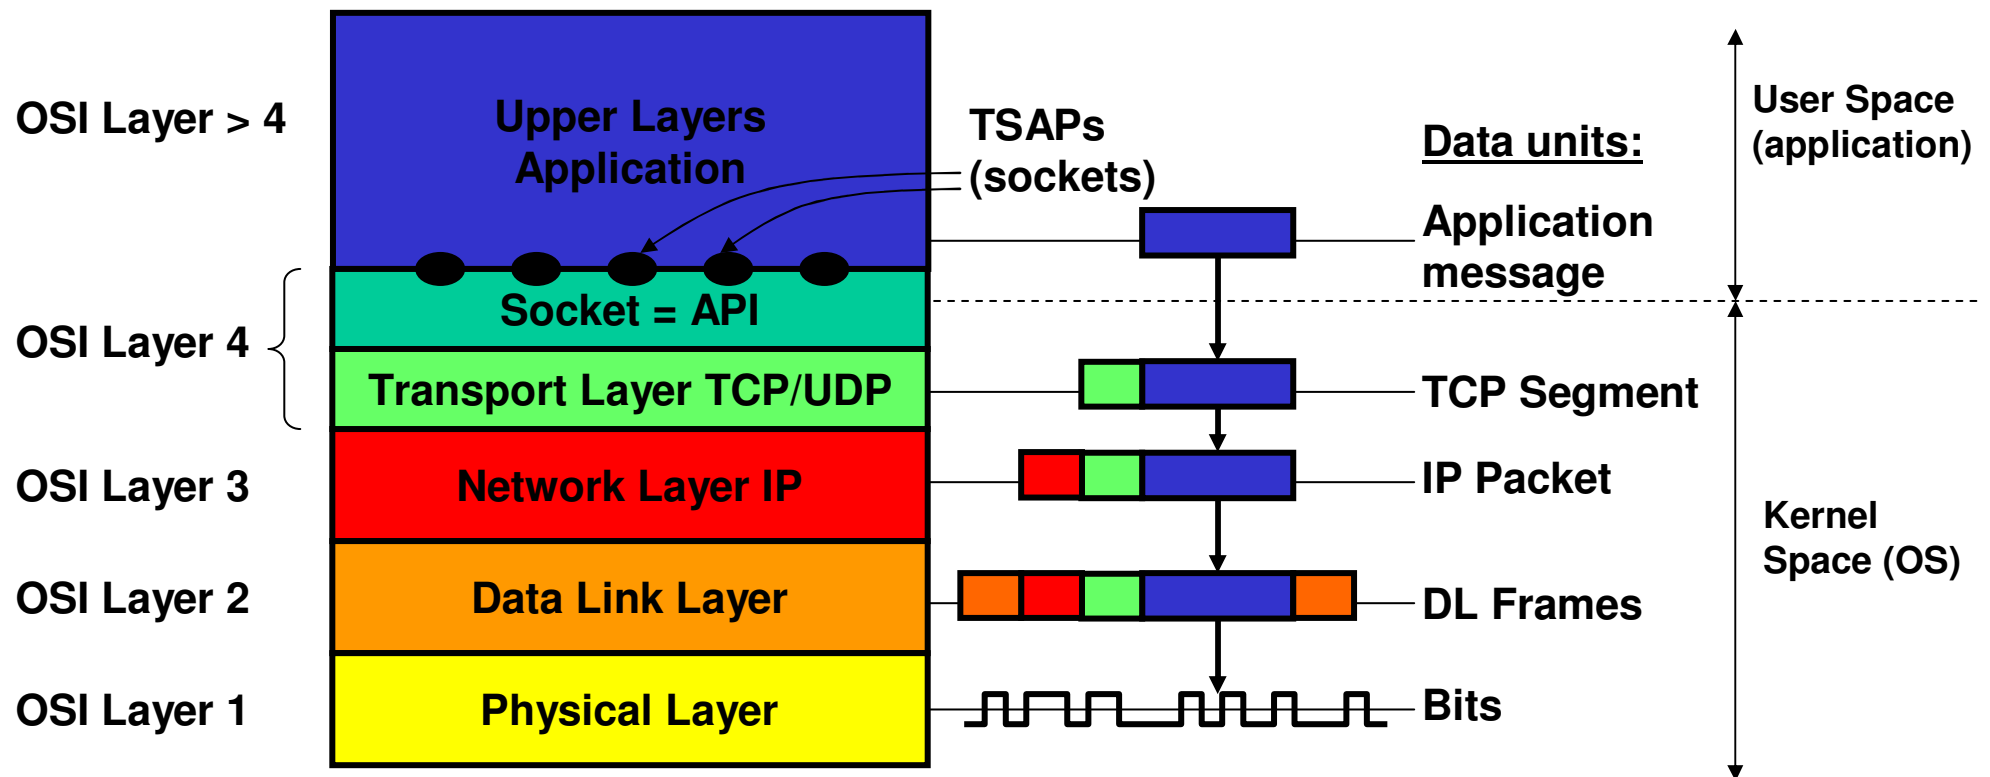 OSI Layer > 4
Upper Layers
Application
TSAPs
(sockets)
Data units:
User Space
(application)
Application
message
Socket = API
OSI Layer 4
Transport Layer TCP/UDP
TCP Segment
OSI Layer 3
Network Layer IP
IP Packet
Kernel
Space (OS)
OSI Layer 2
Data Link Layer
DL Frames
OSI Layer 1
Physical Layer
Bits